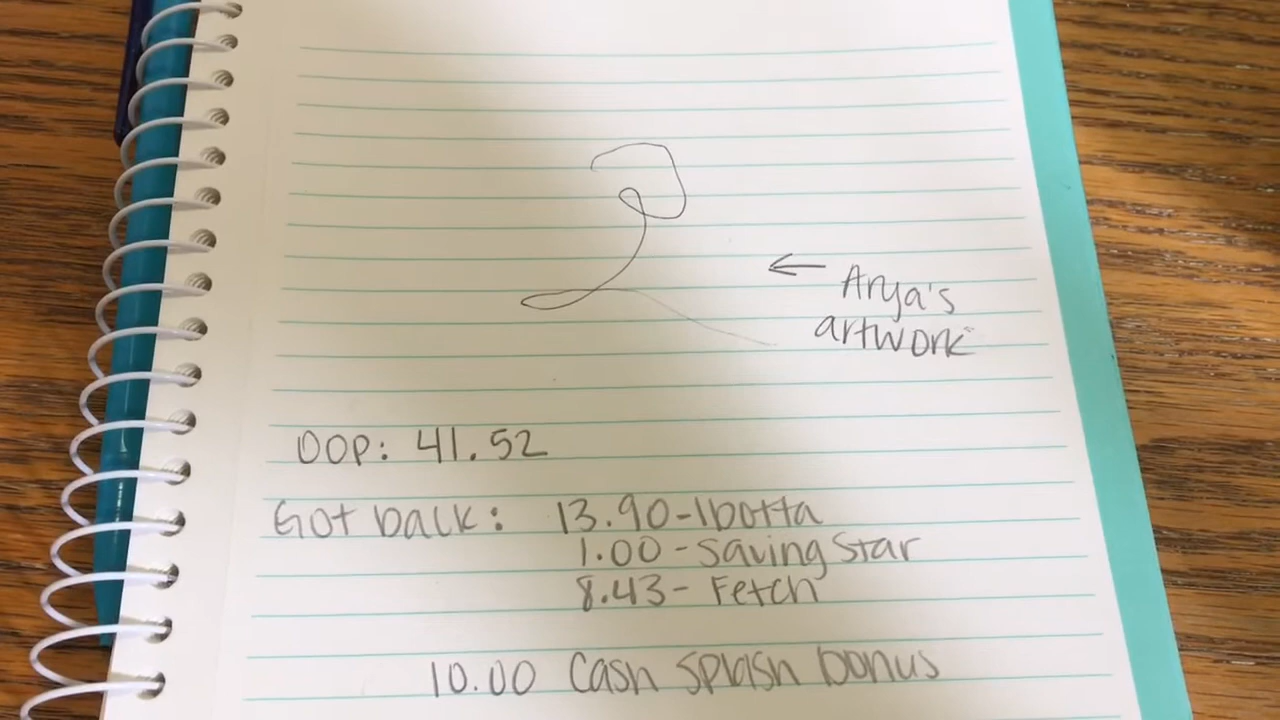 ← Arya's
artwork
OOP: 41.52
Got back: 13.90-Ibotta
1.00-Saving Star
8.43-Fetch
10.00 Cash Splash bonus